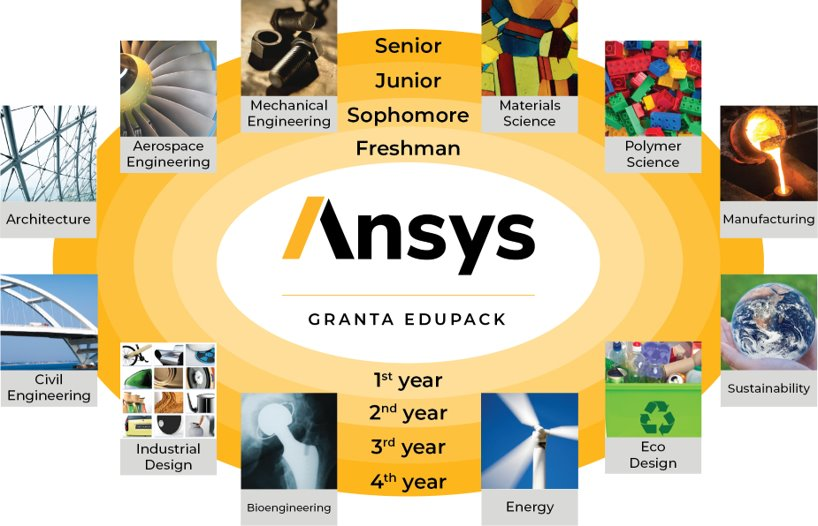 Senior
Junior
Sophomore
Freshman
Mechanical
Engineering
Materials
Science
Aerospace
Engineering
Polymer
Science
Architecture
Manufacturing
Ansys
GRANTA EDUPACK
Civil
Engineering
Sustainability
1st year
2nd year
3rd year
4th year
Industrial
Design
Eco
Design
Bioengineering
Energy